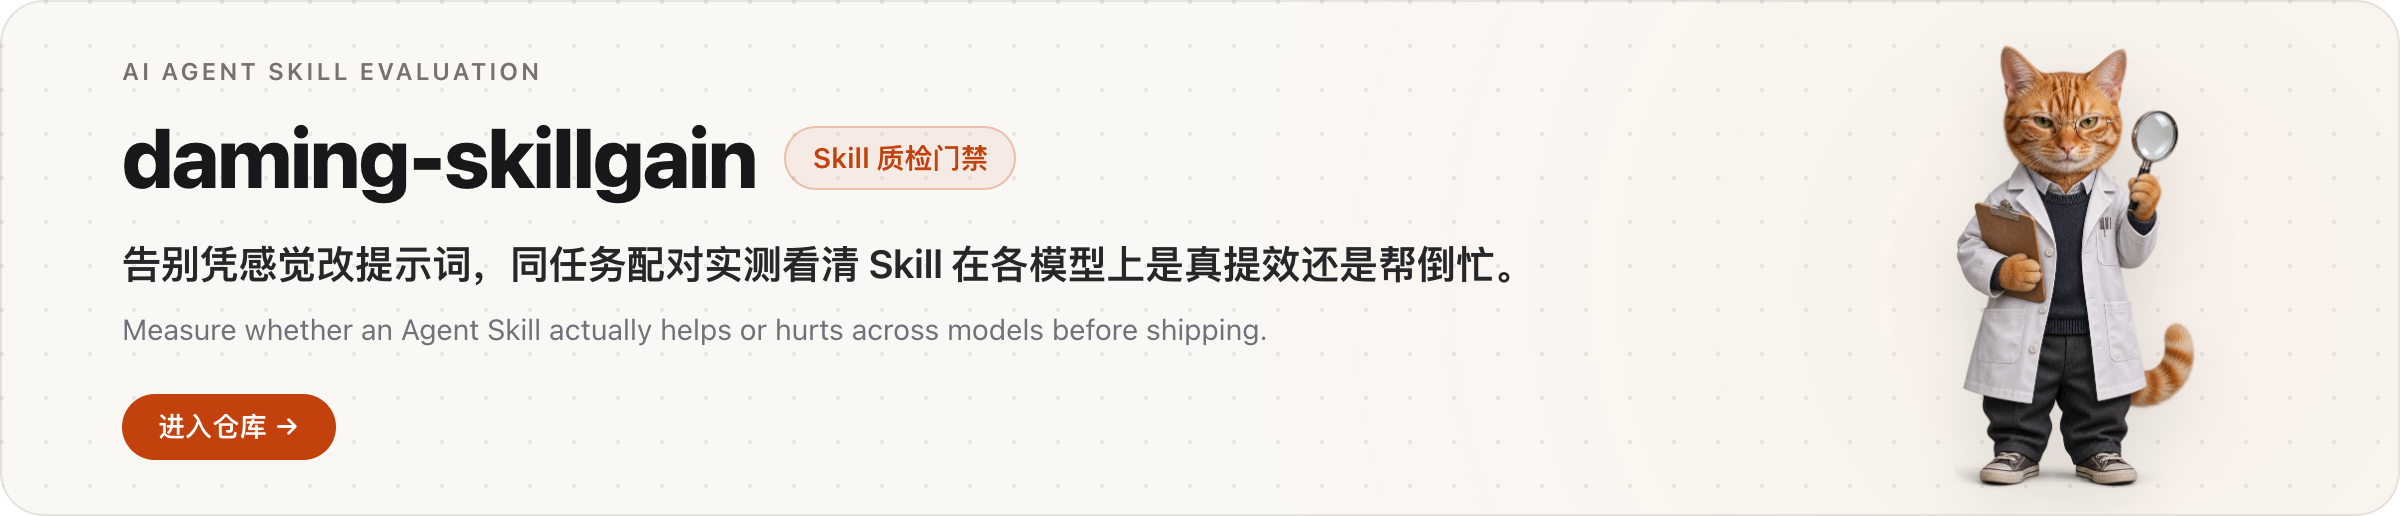 AI AGENT SKILL EVALUATION
daming-skillgain
Skill 质检门禁
告别凭感觉改提示词，同任务配对实测看清 Skill 在各模型上是真提效还是帮倒忙。
Measure whether an Agent Skill actually helps or hurts across models before shipping.
进入仓库 →